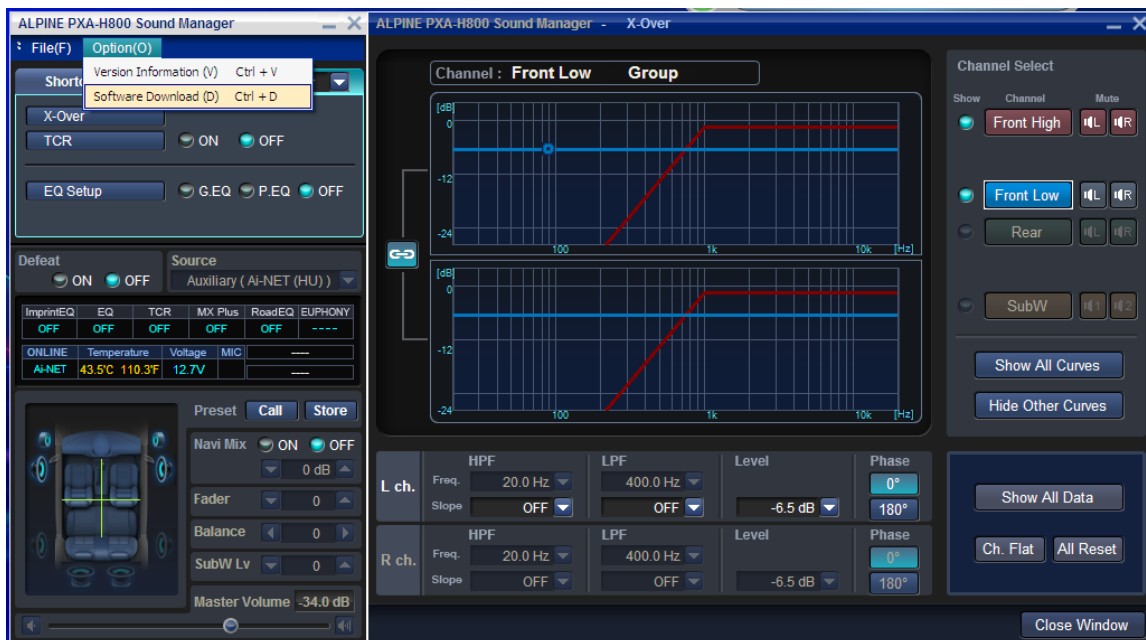 ALPINE PXA-H800 Sound Manager
File(F) Option(O)
Version Information (V) Ctrl + V
Software Download (D) Ctrl + D
X-Over
TCR ON OFF
EQ Setup G.EQ P.EQ OFF
Defeat Source
ON OFF Auxiliary ( Ai-NET (HU) )
ImprintEQ EQ TCR MX Plus RoadEQ EUPHONY
OFF OFF OFF OFF OFF ----
ONLINE Temperature Voltage MIC ----
Ai-NET 43.5°C 110.3°F 12.7V ----
Preset Call Store
Navi Mix ON OFF
0 dB
Fader 0
Balance 0
SubW Lv 0
Master Volume -34.0 dB
ALPINE PXA-H800 Sound Manager - X-Over
Channel : Front Low Group
[dB]
0
-12
-24
100 1k 10k [Hz]
[dB]
0
-12
-24
100 1k 10k [Hz]
HPF LPF Level Phase
L ch. Freq. 20.0 Hz 400.0 Hz 0°
Slope OFF OFF -6.5 dB 180°
HPF LPF Level Phase
R ch. Freq. 20.0 Hz 400.0 Hz 0°
Slope OFF OFF -6.5 dB 180°
Channel Select
Show Channel Mute
Front High L R
Front Low L R
Rear L R
SubW 1 2
Show All Curves
Hide Other Curves
Show All Data
Ch. Flat All Reset
Close Window